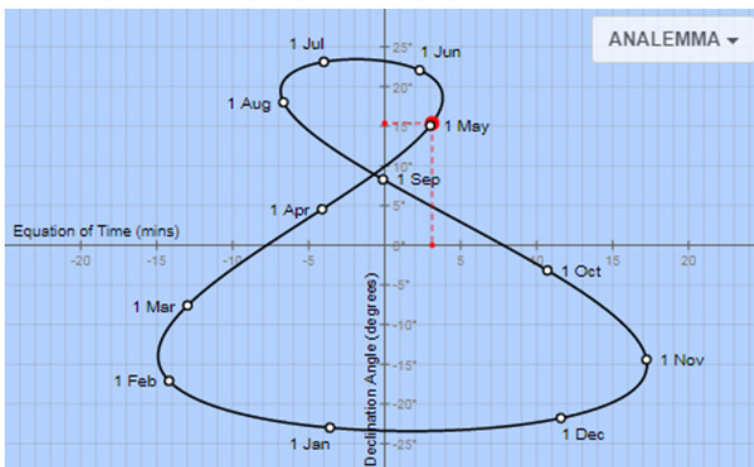 ANALEMMA
1 Jul
1 Jun
25°
20°
1 Aug
15°
1 May
10°
1 Sep
5°
1 Apr
Equation of Time (mins)
0°
-20
-15
-10
-5
5
10
15
20
1 Oct
-5°
1 Mar
-10°
Declination Angle (degrees)
-15°
1 Nov
1 Feb
-20°
1 Dec
1 Jan
-25°